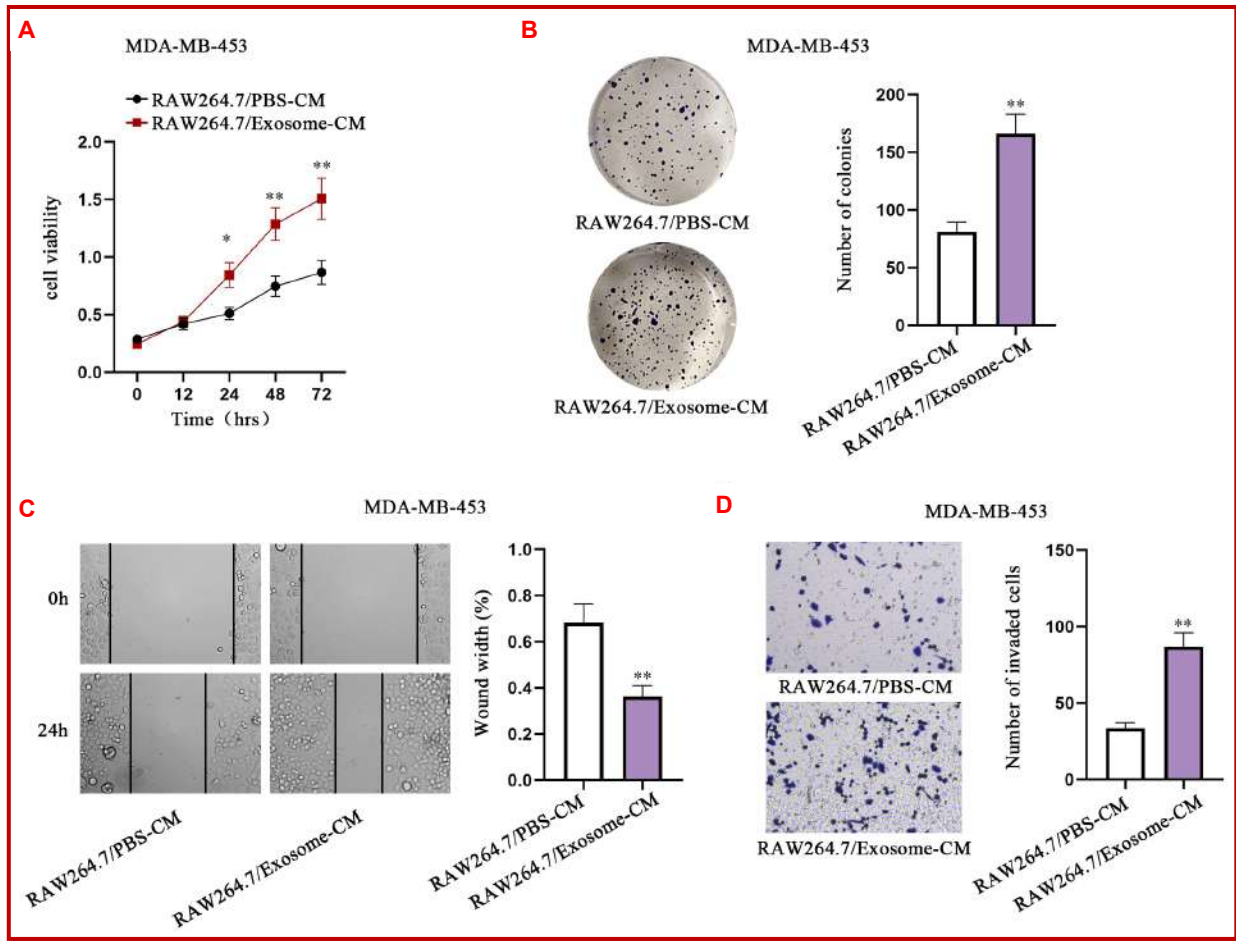 A
MDA-MB-453
RAW264.7/PBS-CM
RAW264.7/Exosome-CM
2.0
1.5
1.0
0.5
0.0
cell viability
*
**
**
0 12 24 48 72
Time（hrs）
B
MDA-MB-453
RAW264.7/PBS-CM
RAW264.7/Exosome-CM
200
150
100
50
0
Number of colonies
**
RAW264.7/PBS-CM
RAW264.7/Exosome-CM
C
MDA-MB-453
0h
24h
RAW264.7/PBS-CM
RAW264.7/Exosome-CM
1.0
0.8
0.6
0.4
0.2
0.0
Wound width (%)
**
RAW264.7/PBS-CM
RAW264.7/Exosome-CM
D
MDA-MB-453
RAW264.7/PBS-CM
RAW264.7/Exosome-CM
150
100
50
0
Number of invaded cells
**
RAW264.7/PBS-CM
RAW264.7/Exosome-CM